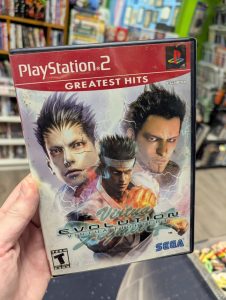 PlayStation 2
GREATEST HITS
Virtua
EVOLUTION
Fighter 4
T
SEGA